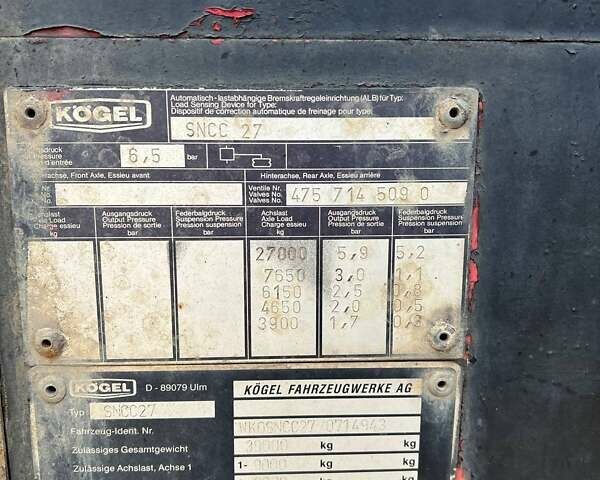 KÖGEL
Automatisch - lastabhängige Bremskraftregeleinrichtung (ALB) für Typ:
Load Sensing Device for Type:
Dispositif de correction automatique de freinage pour type:
SNCC 27
6,5 bar
Front Axle, Essieu avant
Hinterachse, Rear Axle, Essieu arrière
Ventile Nr.
Valves No.
Valves No. 475 714 509 0
Achslast Axle Load Charge essieu kg
Ausgangsdruck Output Pressure Pression de sortie bar
Federbalgdruck Suspension Pressure Pression suspension bar
Achslast Axle Load Charge essieu kg
Ausgangsdruck Output Pressure Pression de sortie bar
Federbalgdruck Suspension Pressure Pression suspension bar
27000 5,9 5,2
7650 3,0 1,1
6150 2,5 0,8
4650 2,0 0,5
3900 1,7 0,3
KÖGEL D - 89079 Ulm KÖGEL FAHRZEUGWERKE AG
Typ SNCC27
Fahrzeug-Ident. Nr. WK0SNCC27 0714943
Zulässiges Gesamtgewicht kg kg
Zulässige Achslast, Achse 1 1- kg kg
kg kg